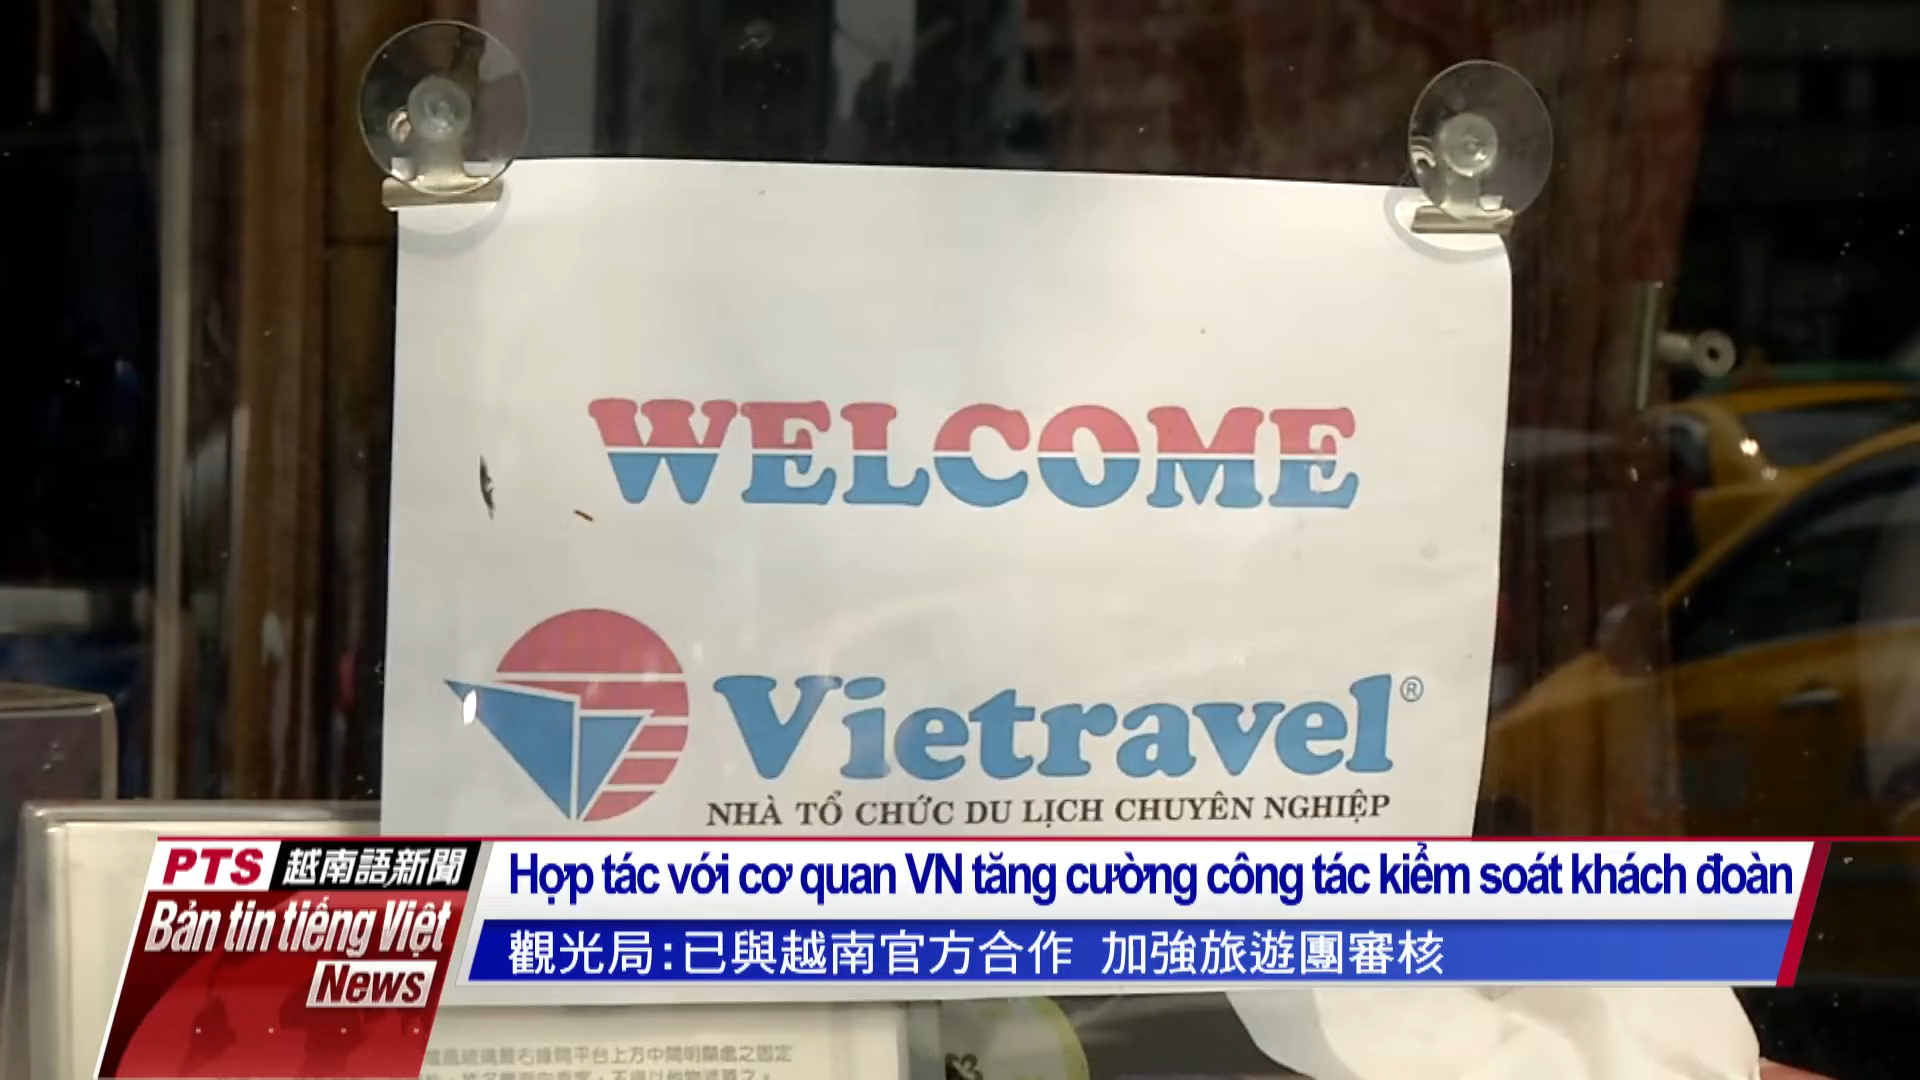 WELCOME
Vietravel®
NHÀ TỔ CHỨC DU LỊCH CHUYÊN NGHIỆP
PTS 越南語新聞
Bản tin tiếng Việt
News
Hợp tác với cơ quan VN tăng cường công tác kiểm soát khách đoàn
觀光局:已與越南官方合作 加強旅遊團審核